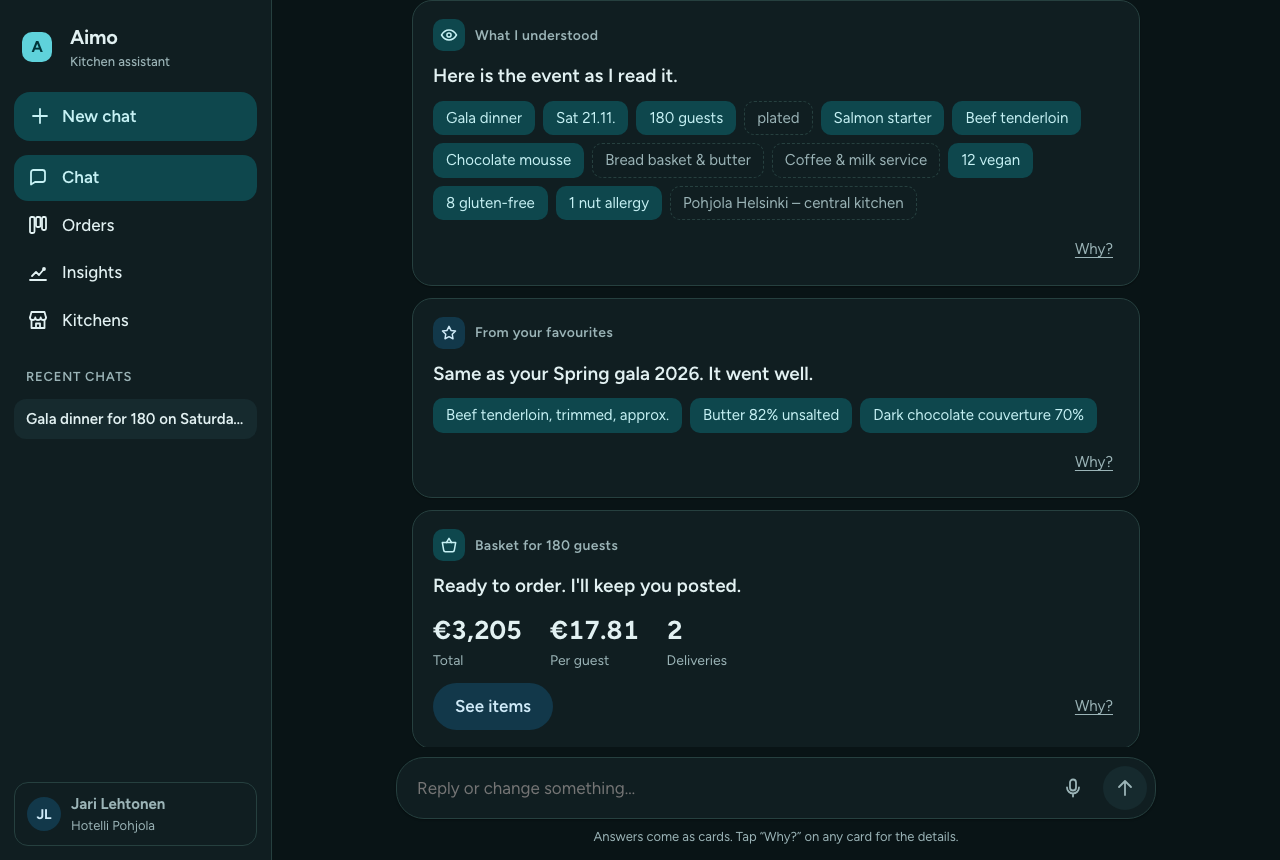 A
Aimo
Kitchen assistant
New chat
Chat
Orders
Insights
Kitchens
RECENT CHATS
Gala dinner for 180 on Saturda...
JL
Jari Lehtonen
Hotelli Pohjola
What I understood
Here is the event as I read it.
Gala dinner Sat 21.11. 180 guests plated Salmon starter Beef tenderloin
Chocolate mousse Bread basket & butter Coffee & milk service 12 vegan
8 gluten-free 1 nut allergy Pohjola Helsinki – central kitchen
Why?
From your favourites
Same as your Spring gala 2026. It went well.
Beef tenderloin, trimmed, approx. Butter 82% unsalted Dark chocolate couverture 70%
Why?
Basket for 180 guests
Ready to order. I'll keep you posted.
€3,205 €17.81 2
Total Per guest Deliveries
See items Why?
Reply or change something...
Answers come as cards. Tap “Why?” on any card for the details.